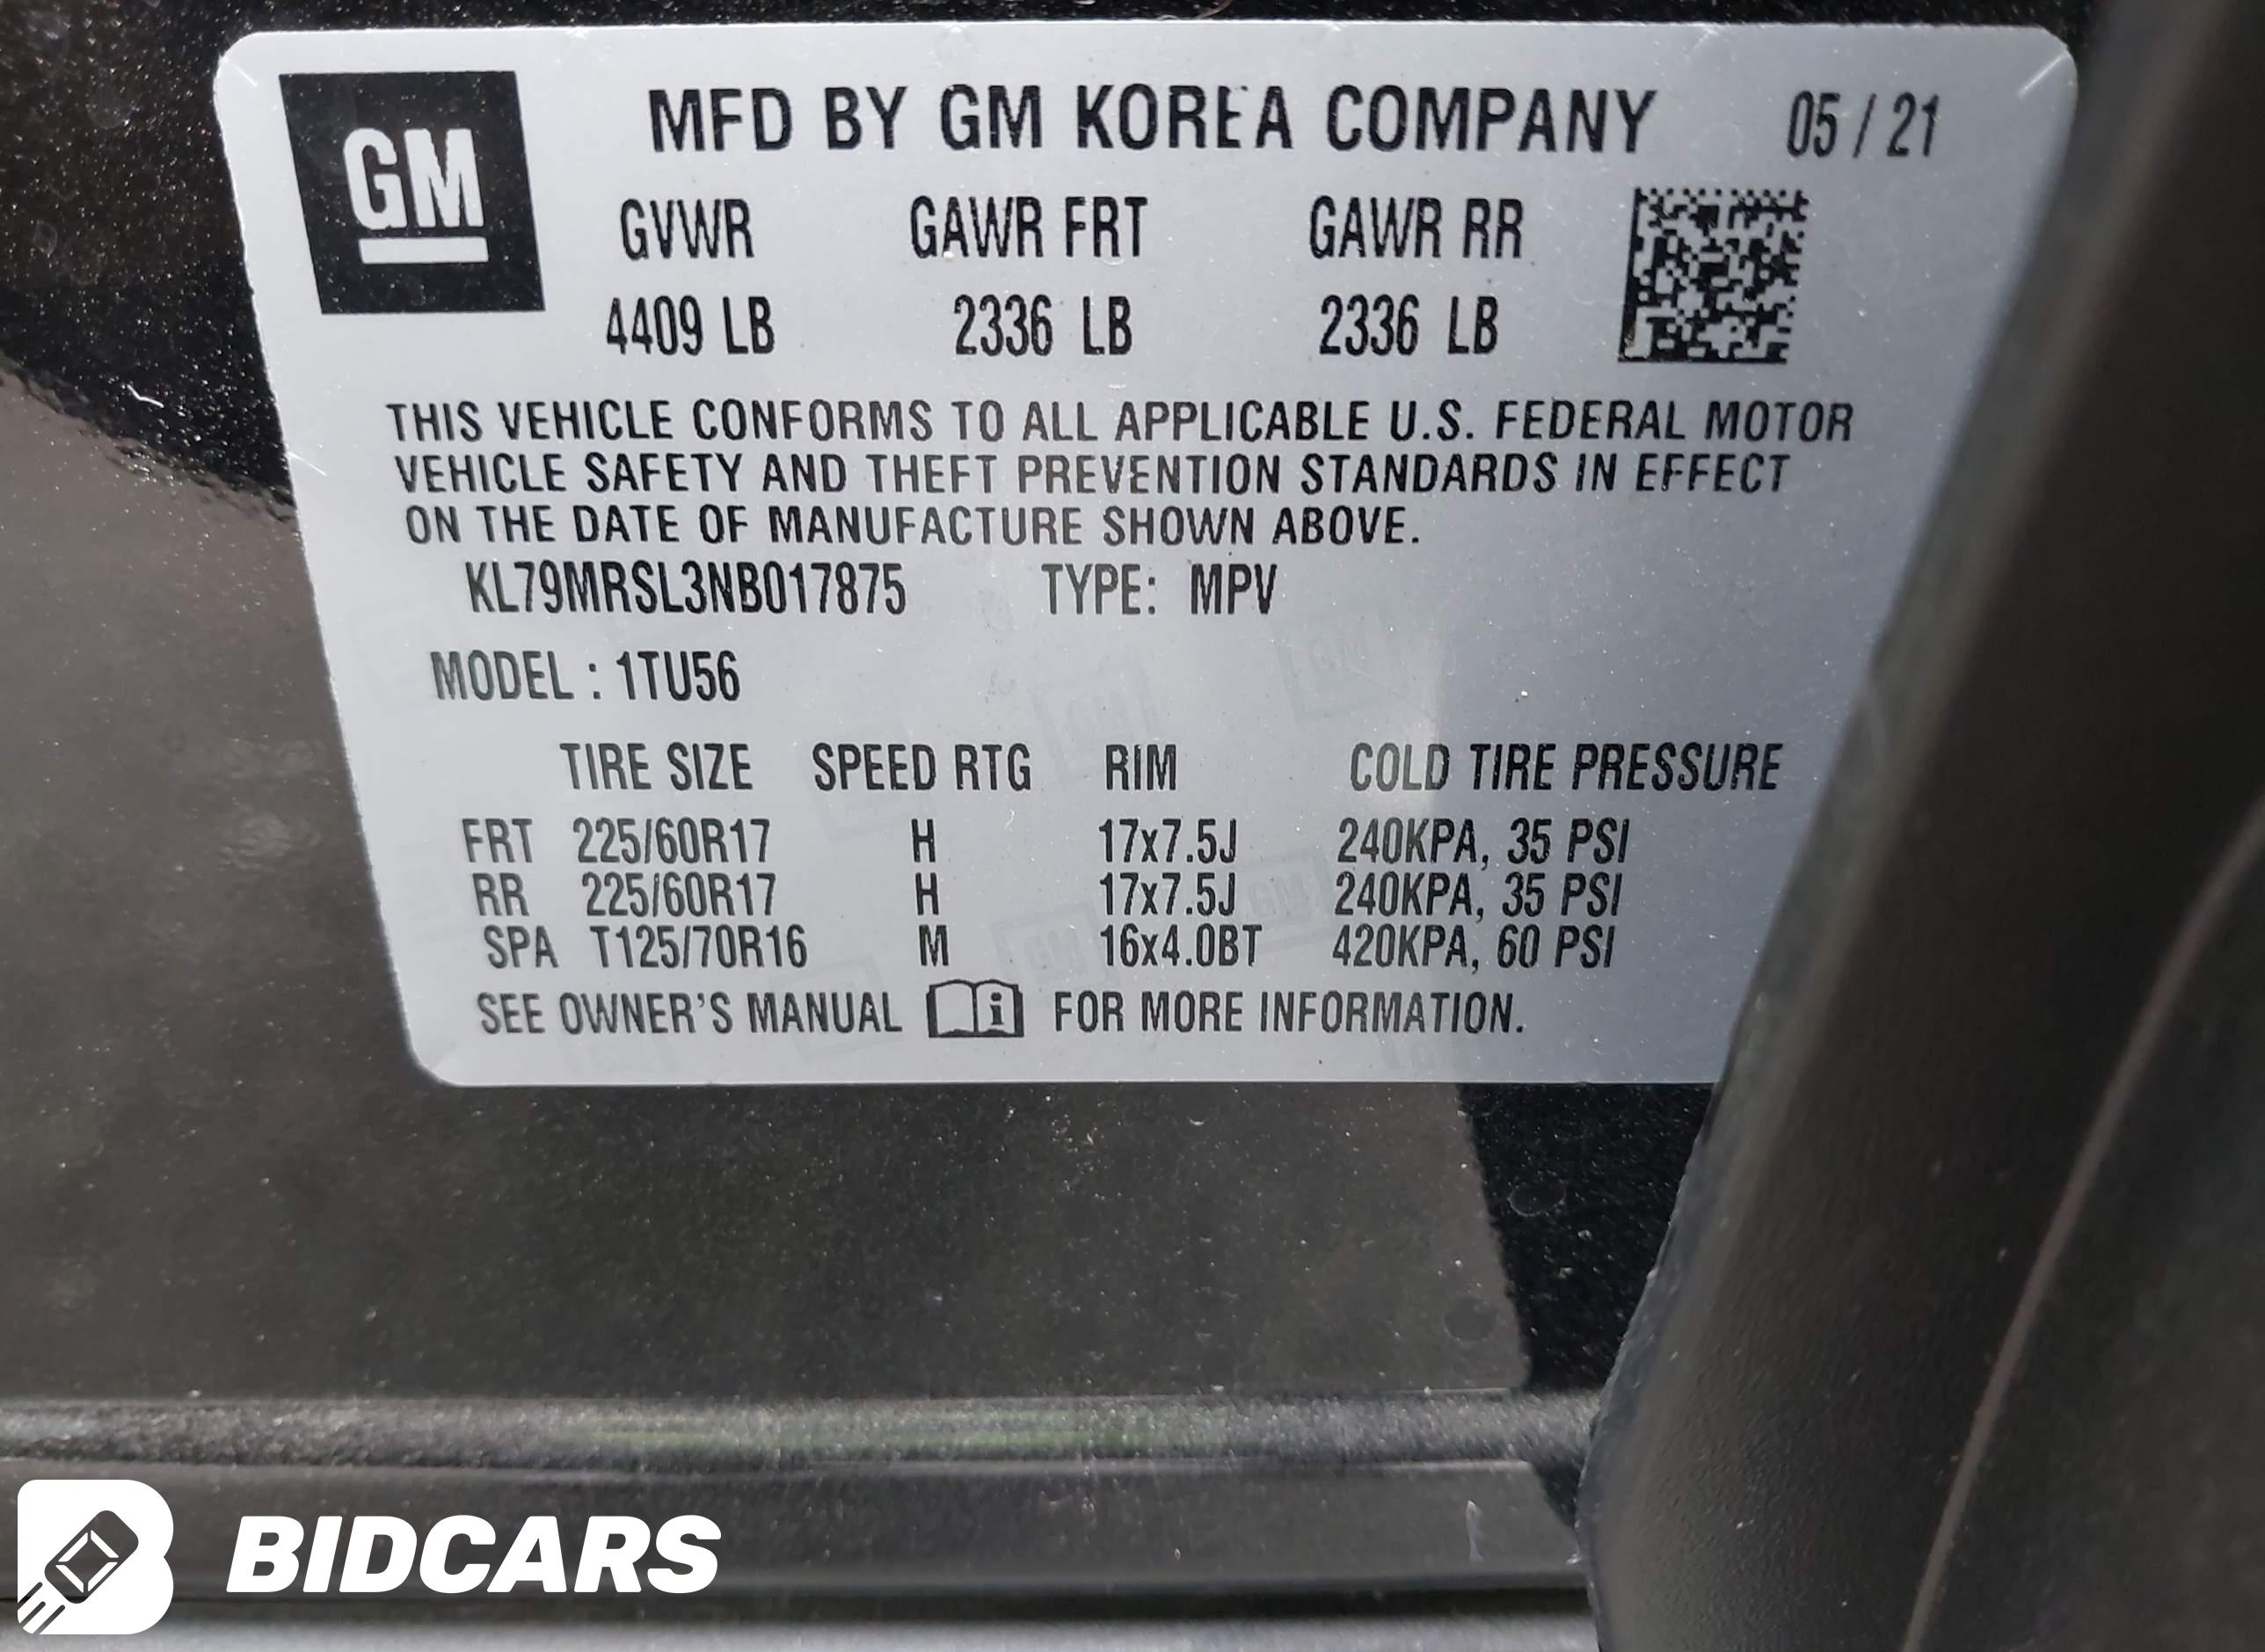 GM
MFD BY GM KOREA COMPANY 05 / 21
GVWR GAWR FRT GAWR RR
4409 LB 2336 LB 2336 LB
THIS VEHICLE CONFORMS TO ALL APPLICABLE U.S. FEDERAL MOTOR
VEHICLE SAFETY AND THEFT PREVENTION STANDARDS IN EFFECT
ON THE DATE OF MANUFACTURE SHOWN ABOVE.
KL79MRSL3NB017875 TYPE: MPV
MODEL : 1TU56
TIRE SIZE SPEED RTG RIM COLD TIRE PRESSURE
FRT 225/60R17 H 17x7.5J 240KPA, 35 PSI
RR 225/60R17 H 17x7.5J 240KPA, 35 PSI
SPA T125/70R16 M 16x4.0BT 420KPA, 60 PSI
SEE OWNER'S MANUAL i FOR MORE INFORMATION.
BIDCARS